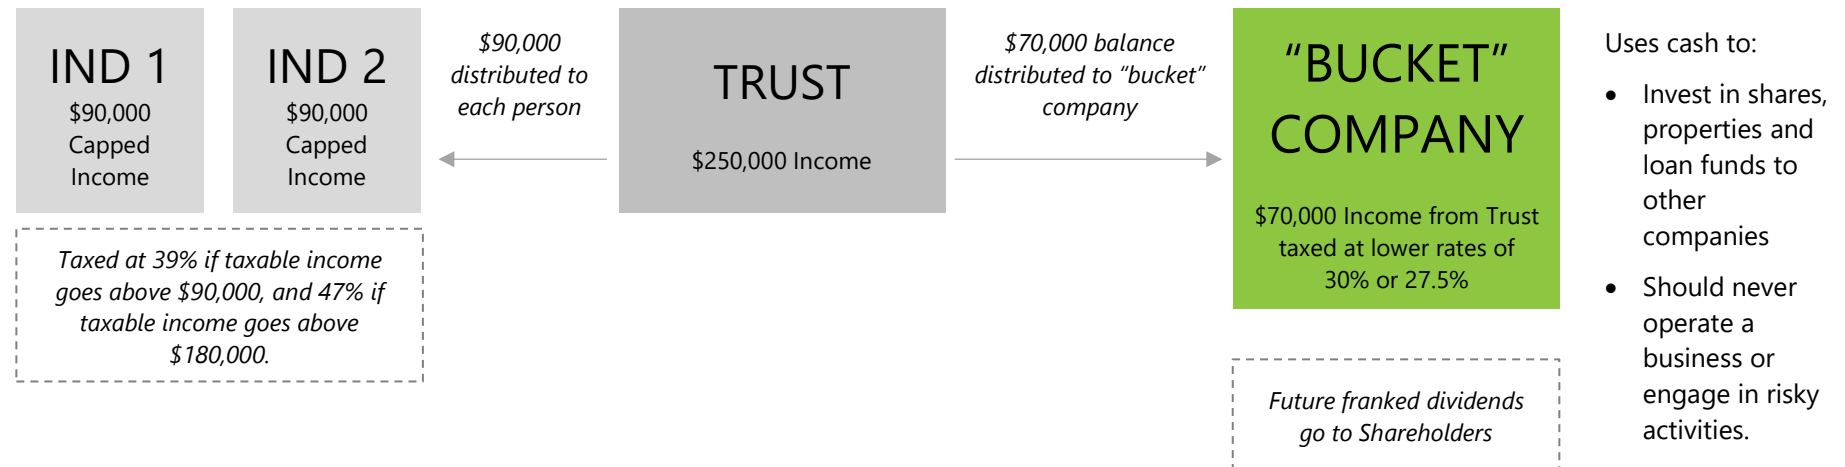 IND 1
$90,000
Capped
Income
IND 2
$90,000
Capped
Income
$90,000
distributed to
each person
TRUST
$250,000 Income
$70,000 balance
distributed to “bucket”
company
“BUCKET”
COMPANY
$70,000 Income from Trust
taxed at lower rates of
30% or 27.5%
Uses cash to:
• Invest in shares,
properties and
loan funds to
other
companies
• Should never
operate a
business or
engage in risky
activities.
Taxed at 39% if taxable income
goes above $90,000, and 47% if
taxable income goes above
$180,000.
Future franked dividends
go to Shareholders